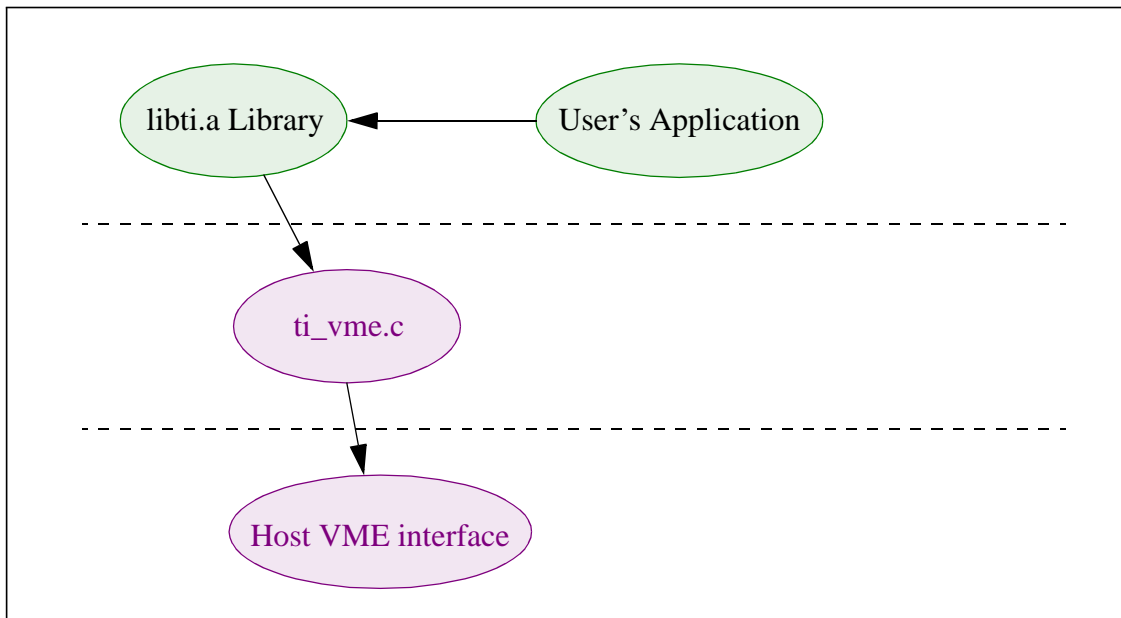 libti.a Library
User’s Application
ti_vme.c
Host VME interface